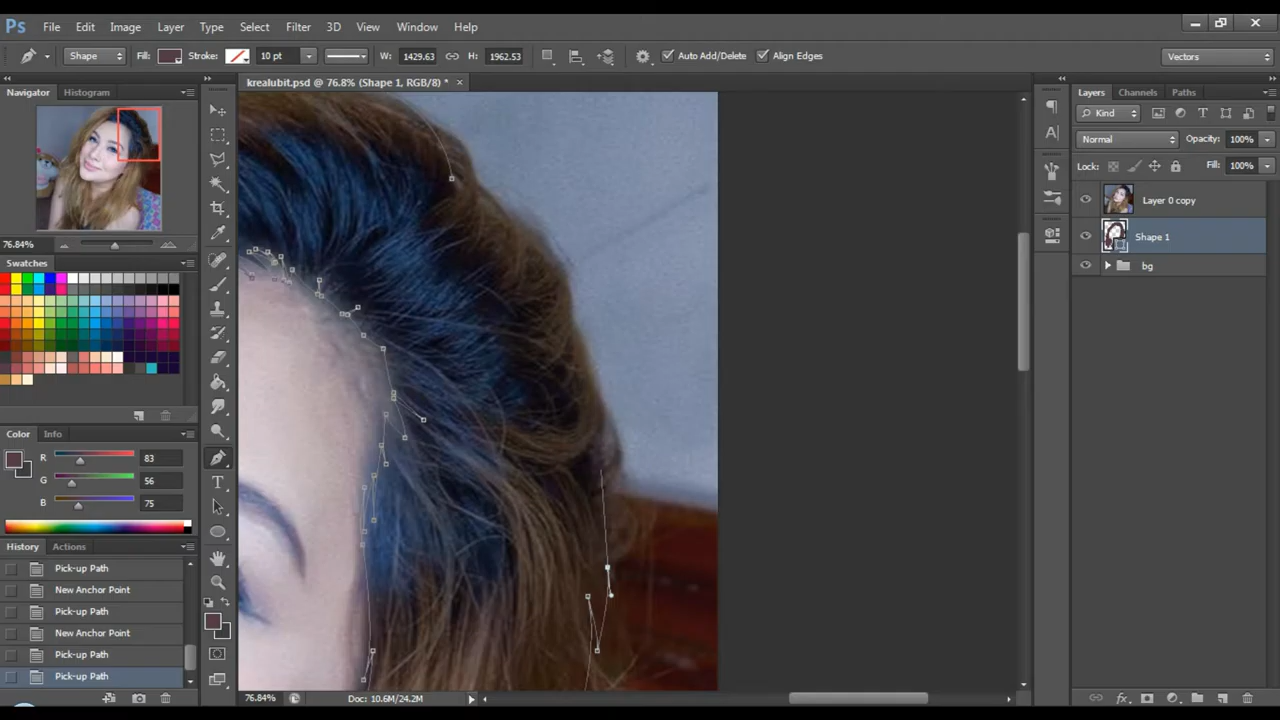 Ps File Edit Image Layer Type Select Filter 3D View Window Help
Shape Fill: Stroke: 10 pt W: 1429.63 H: 1962.53 Auto Add/Delete Align Edges Vectors
Navigator Histogram
krealubit.psd @ 76.8% (Shape 1, RGB/8) *
Layers Channels Paths
Kind
Normal Opacity: 100%
Lock: Fill: 100%
Layer 0 copy
Shape 1
bg
76.84%
Swatches
Color Info
R 83
G 56
B 75
History Actions
Pick-up Path
New Anchor Point
Pick-up Path
New Anchor Point
Pick-up Path
Pick-up Path
76.84% Doc: 10.6M/24.2M